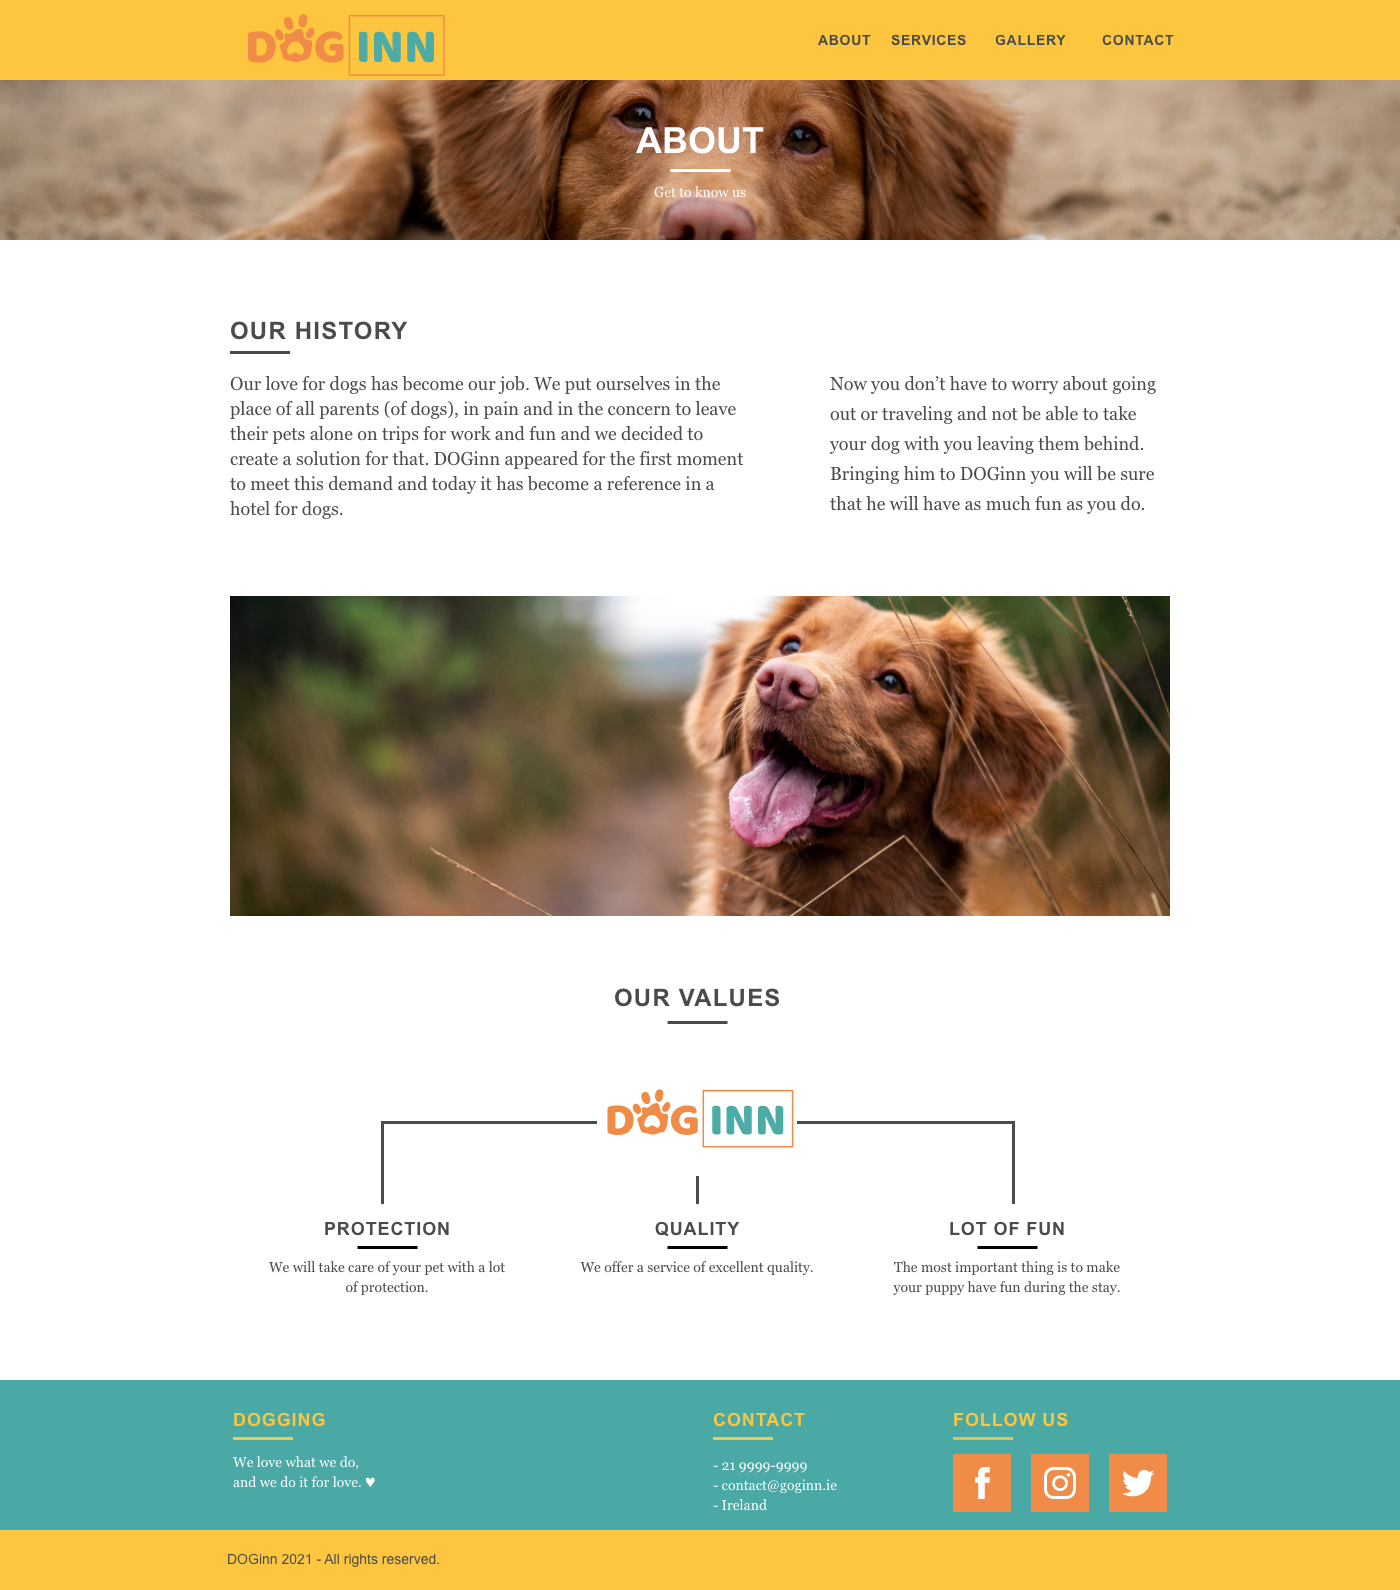 DOG INN
ABOUT SERVICES GALLERY CONTACT
ABOUT
Get to know us
OUR HISTORY
Our love for dogs has become our job. We put ourselves in the
place of all parents (of dogs), in pain and in the concern to leave
their pets alone on trips for work and fun and we decided to
create a solution for that. DOGinn appeared for the first moment
to meet this demand and today it has become a reference in a
hotel for dogs.
Now you don’t have to worry about going
out or traveling and not be able to take
your dog with you leaving them behind.
Bringing him to DOGinn you will be sure
that he will have as much fun as you do.
OUR VALUES
DOG INN
PROTECTION
We will take care of your pet with a lot
of protection.
QUALITY
We offer a service of excellent quality.
LOT OF FUN
The most important thing is to make
your puppy have fun during the stay.
DOGGING
We love what we do,
and we do it for love. ♥
CONTACT
- 21 9999-9999
- contact@goginn.ie
- Ireland
FOLLOW US
DOGinn 2021 - All rights reserved.